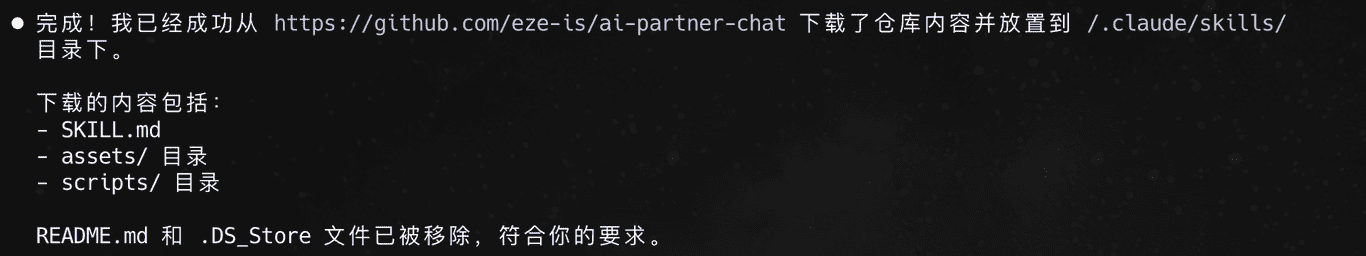 ● 完成！我已经成功从 https://github.com/eze-is/ai-partner-chat 下载了仓库内容并放置到 /.claude/skills/
目录下。
下载的内容包括：
- SKILL.md
- assets/ 目录
- scripts/ 目录
README.md 和 .DS_Store 文件已被移除，符合你的要求。